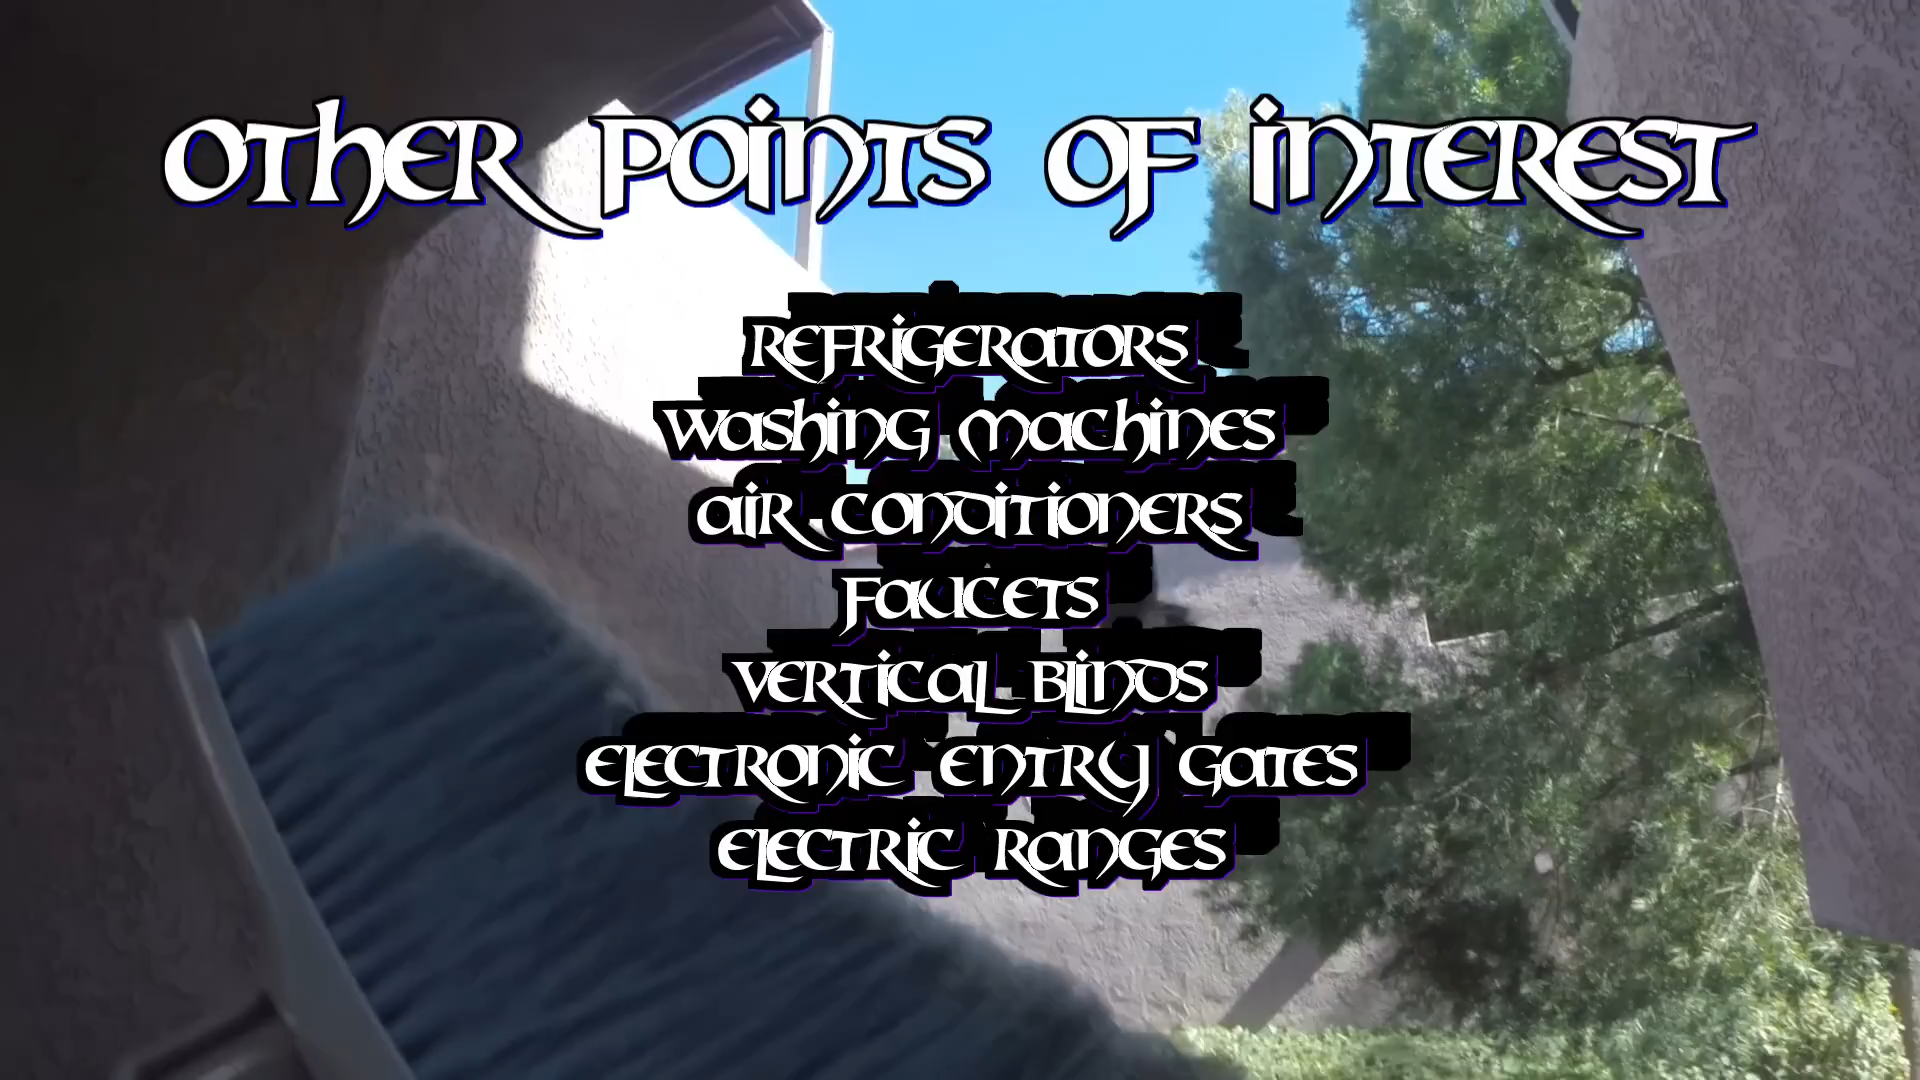 OTHER POINTS OF INTEREST
REFRIGERATORS
WASHING MACHINES
AIR CONDITIONERS
FAUCETS
VERTICAL BLINDS
ELECTRONIC ENTRY GATES
ELECTRIC RANGES